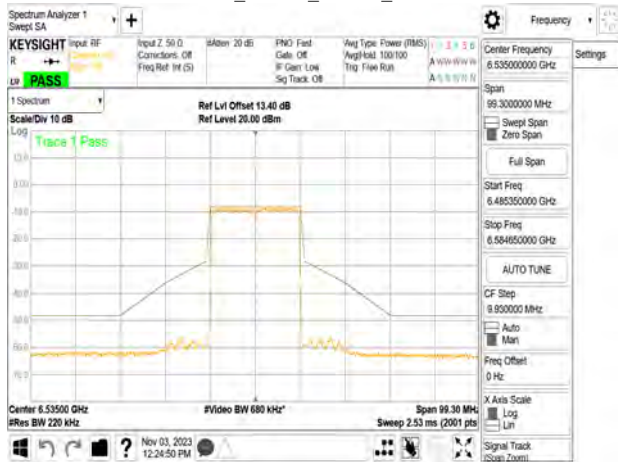 Spectrum Analyzer 1
Swept SA
Frequency
KEYSIGHT
Input: RF
Input Z: 50 Ω
#Atten: 20 dB
PNO: Fast
Avg Type: Power (RMS)
Corrections: Off
Gate: Off
Avg|Hold: 100/100
Freq Ref: Int (S)
IF Gain: Low
Trig: Free Run
Sig Track: Off
PASS
1 Spectrum
Scale/Div 10 dB
Log
Ref Lvl Offset 13.40 dB
Ref Level 20.00 dBm
Trace 1 Pass
Center 6.53500 GHz
#Video BW 680 kHz*
Span 99.30 MHz
#Res BW 220 kHz
Sweep 2.53 ms (2001 pts)
Nov 03, 2023
12:24:50 PM
Center Frequency
6.535000000 GHz
Settings
Span
99.3000000 MHz
Swept Span
Zero Span
Full Span
Start Freq
6.485350000 GHz
Stop Freq
6.584650000 GHz
AUTO TUNE
CF Step
9.930000 MHz
Auto
Man
Freq Offset
0 Hz
X Axis Scale
Log
Lin
Signal Track
(Span Zoom)